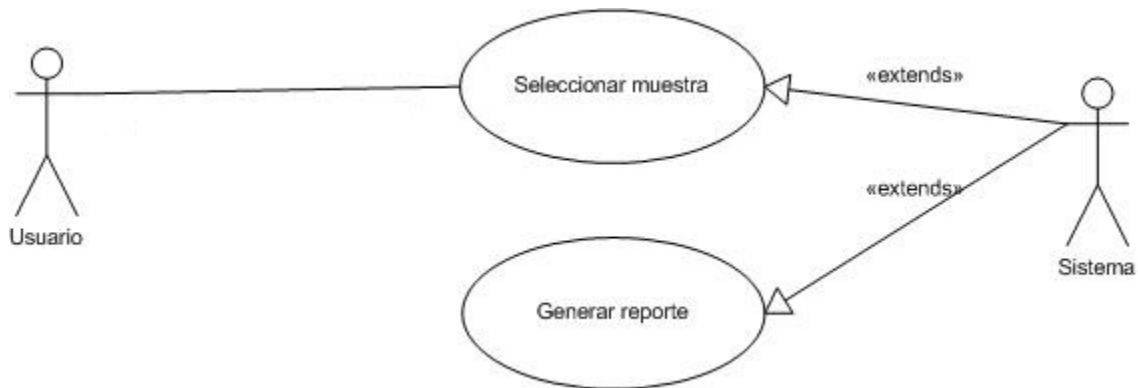 «extends»
Seleccionar muestra
«extends»
Usuario
Sistema
Generar reporte